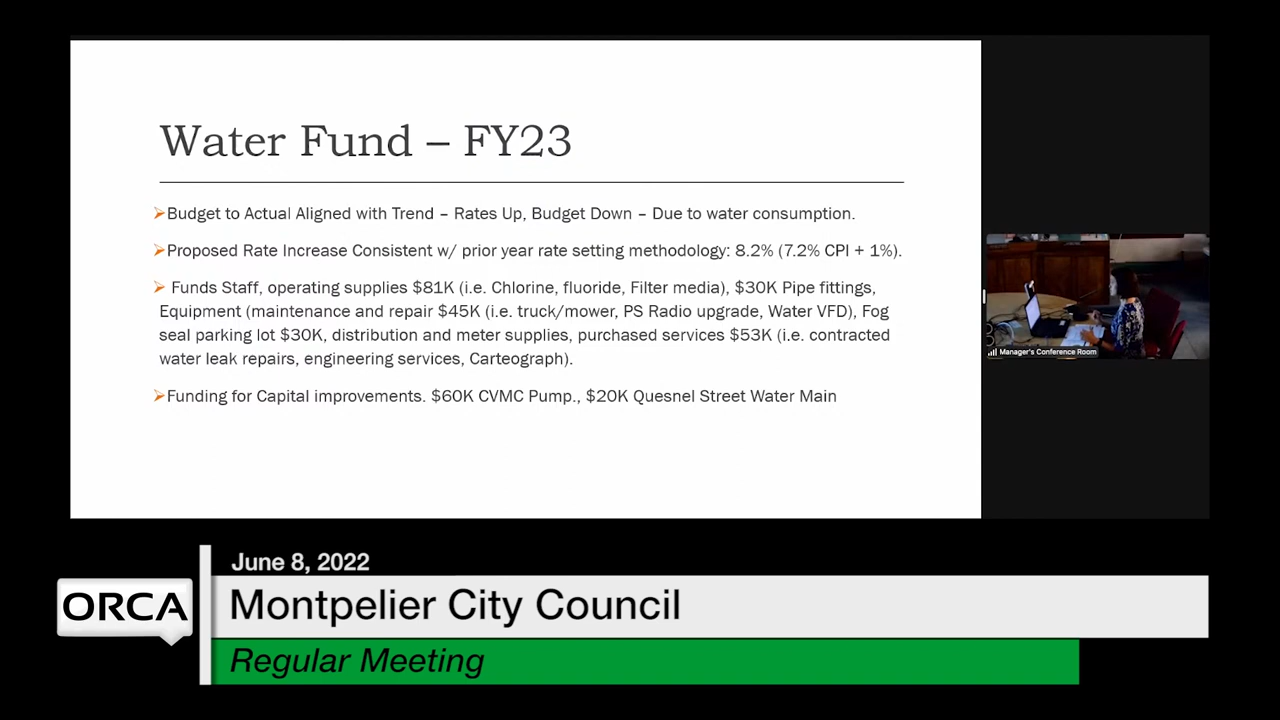 Water Fund – FY23
➢Budget to Actual Aligned with Trend – Rates Up, Budget Down – Due to water consumption.
➢Proposed Rate Increase Consistent w/ prior year rate setting methodology: 8.2% (7.2% CPI + 1%).
➢ Funds Staff, operating supplies $81K (i.e. Chlorine, fluoride, Filter media), $30K Pipe fittings,
Equipment (maintenance and repair $45K (i.e. truck/mower, PS Radio upgrade, Water VFD), Fog
seal parking lot $30K, distribution and meter supplies, purchased services $53K (i.e. contracted
water leak repairs, engineering services, Carteograph).
➢Funding for Capital improvements. $60K CVMC Pump., $20K Quesnel Street Water Main
Manager's Conference Room
June 8, 2022
ORCA
Montpelier City Council
Regular Meeting